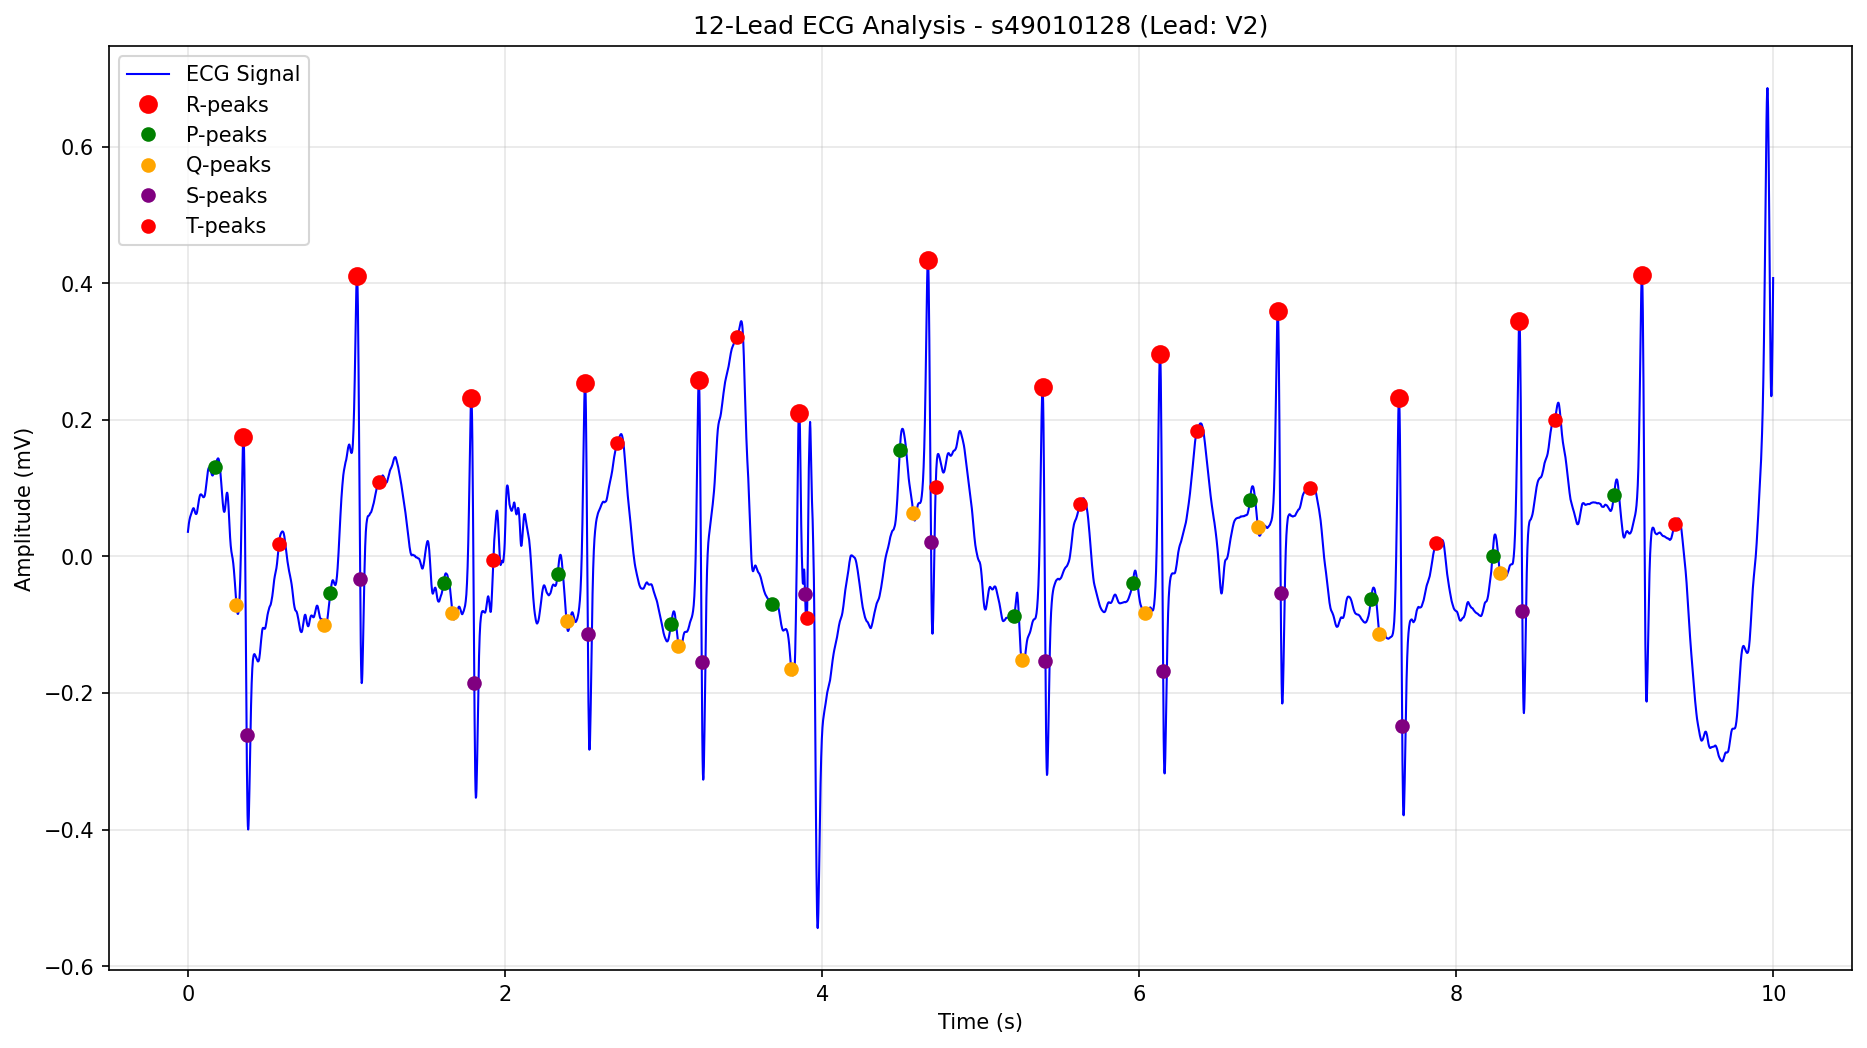 12-Lead ECG Analysis - s49010128 (Lead: V2)
ECG Signal
R-peaks
P-peaks
Q-peaks
S-peaks
T-peaks
Amplitude (mV)
0.6
0.4
0.2
0.0
−0.2
−0.4
−0.6
0 2 4 6 8 10
Time (s)